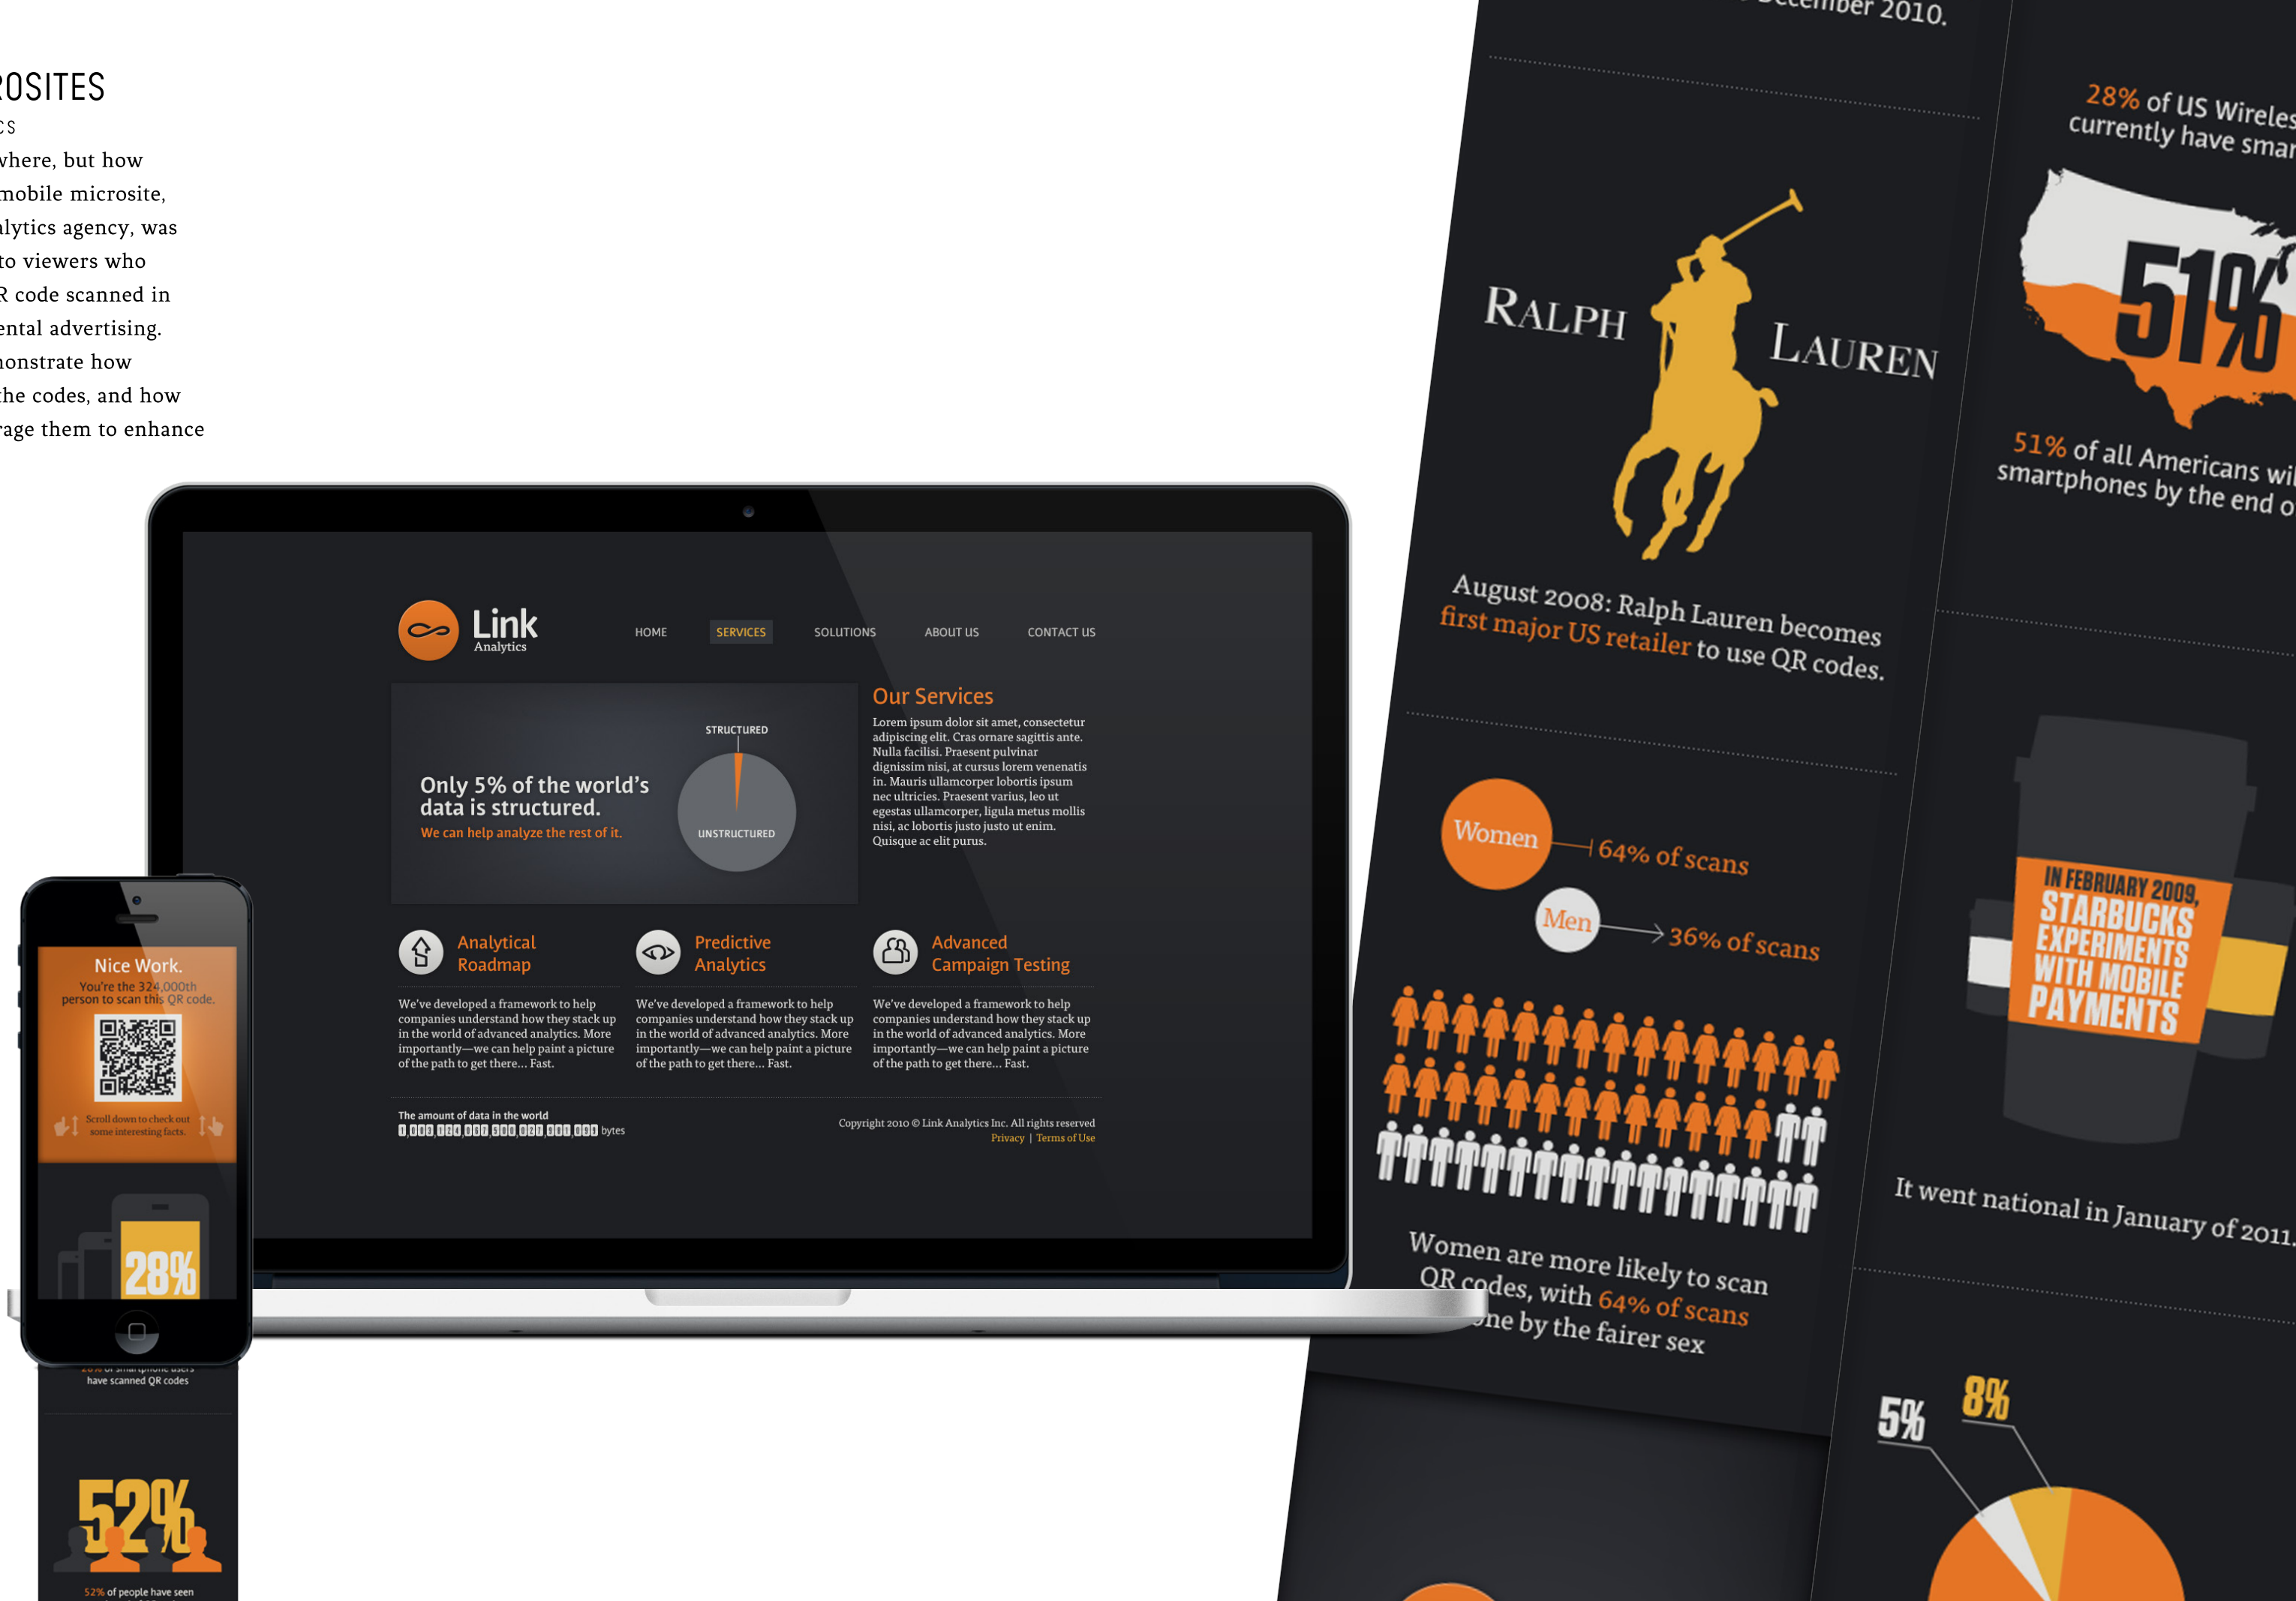 ROSITES
CS
where, but how
mobile microsite,
alytics agency, was
to viewers who
R code scanned in
ental advertising.
monstrate how
the codes, and how
rage them to enhance
Link
Analytics
HOME SERVICES SOLUTIONS ABOUT US CONTACT US
Only 5% of the world's
data is structured.
We can help analyze the rest of it.
STRUCTURED
UNSTRUCTURED
Our Services
Lorem ipsum dolor sit amet, consectetur
adipiscing elit. Cras ornare sagittis ante.
Nulla facilisi. Praesent pulvinar
dignissim nisi, at cursus lorem venenatis
in. Mauris ullamcorper lobortis ipsum
nec ultricies. Praesent varius, leo ut
egestas ullamcorper, ligula metus mollis
nisi, ac lobortis justo justo ut enim.
Quisque ac elit purus.
Analytical
Roadmap
We've developed a framework to help
companies understand how they stack up
in the world of advanced analytics. More
importantly—we can help paint a picture
of the path to get there... Fast.
Predictive
Analytics
We've developed a framework to help
companies understand how they stack up
in the world of advanced analytics. More
importantly—we can help paint a picture
of the path to get there... Fast.
Advanced
Campaign Testing
We've developed a framework to help
companies understand how they stack up
in the world of advanced analytics. More
importantly—we can help paint a picture
of the path to get there... Fast.
The amount of data in the world
bytes
Copyright 2010 © Link Analytics Inc. All rights reserved
Privacy | Terms of Use
Nice Work.
You're the 324,000th
person to scan this QR code.
Scroll down to check out
some interesting facts.
28%
28% of smartphone users
have scanned QR codes
52%
52% of people have seen
December 2010.
RALPH LAUREN
August 2008: Ralph Lauren becomes
first major US retailer to use QR codes.
Women
64% of scans
Men
36% of scans
Women are more likely to scan
QR codes, with 64% of scans
one by the fairer sex
28% of US Wireles
currently have smar
51%
51% of all Americans wil
smartphones by the end o
IN FEBRUARY 2009,
STARBUCKS
EXPERIMENTS
WITH MOBILE
PAYMENTS
It went national in January of 2011.
5%
8%